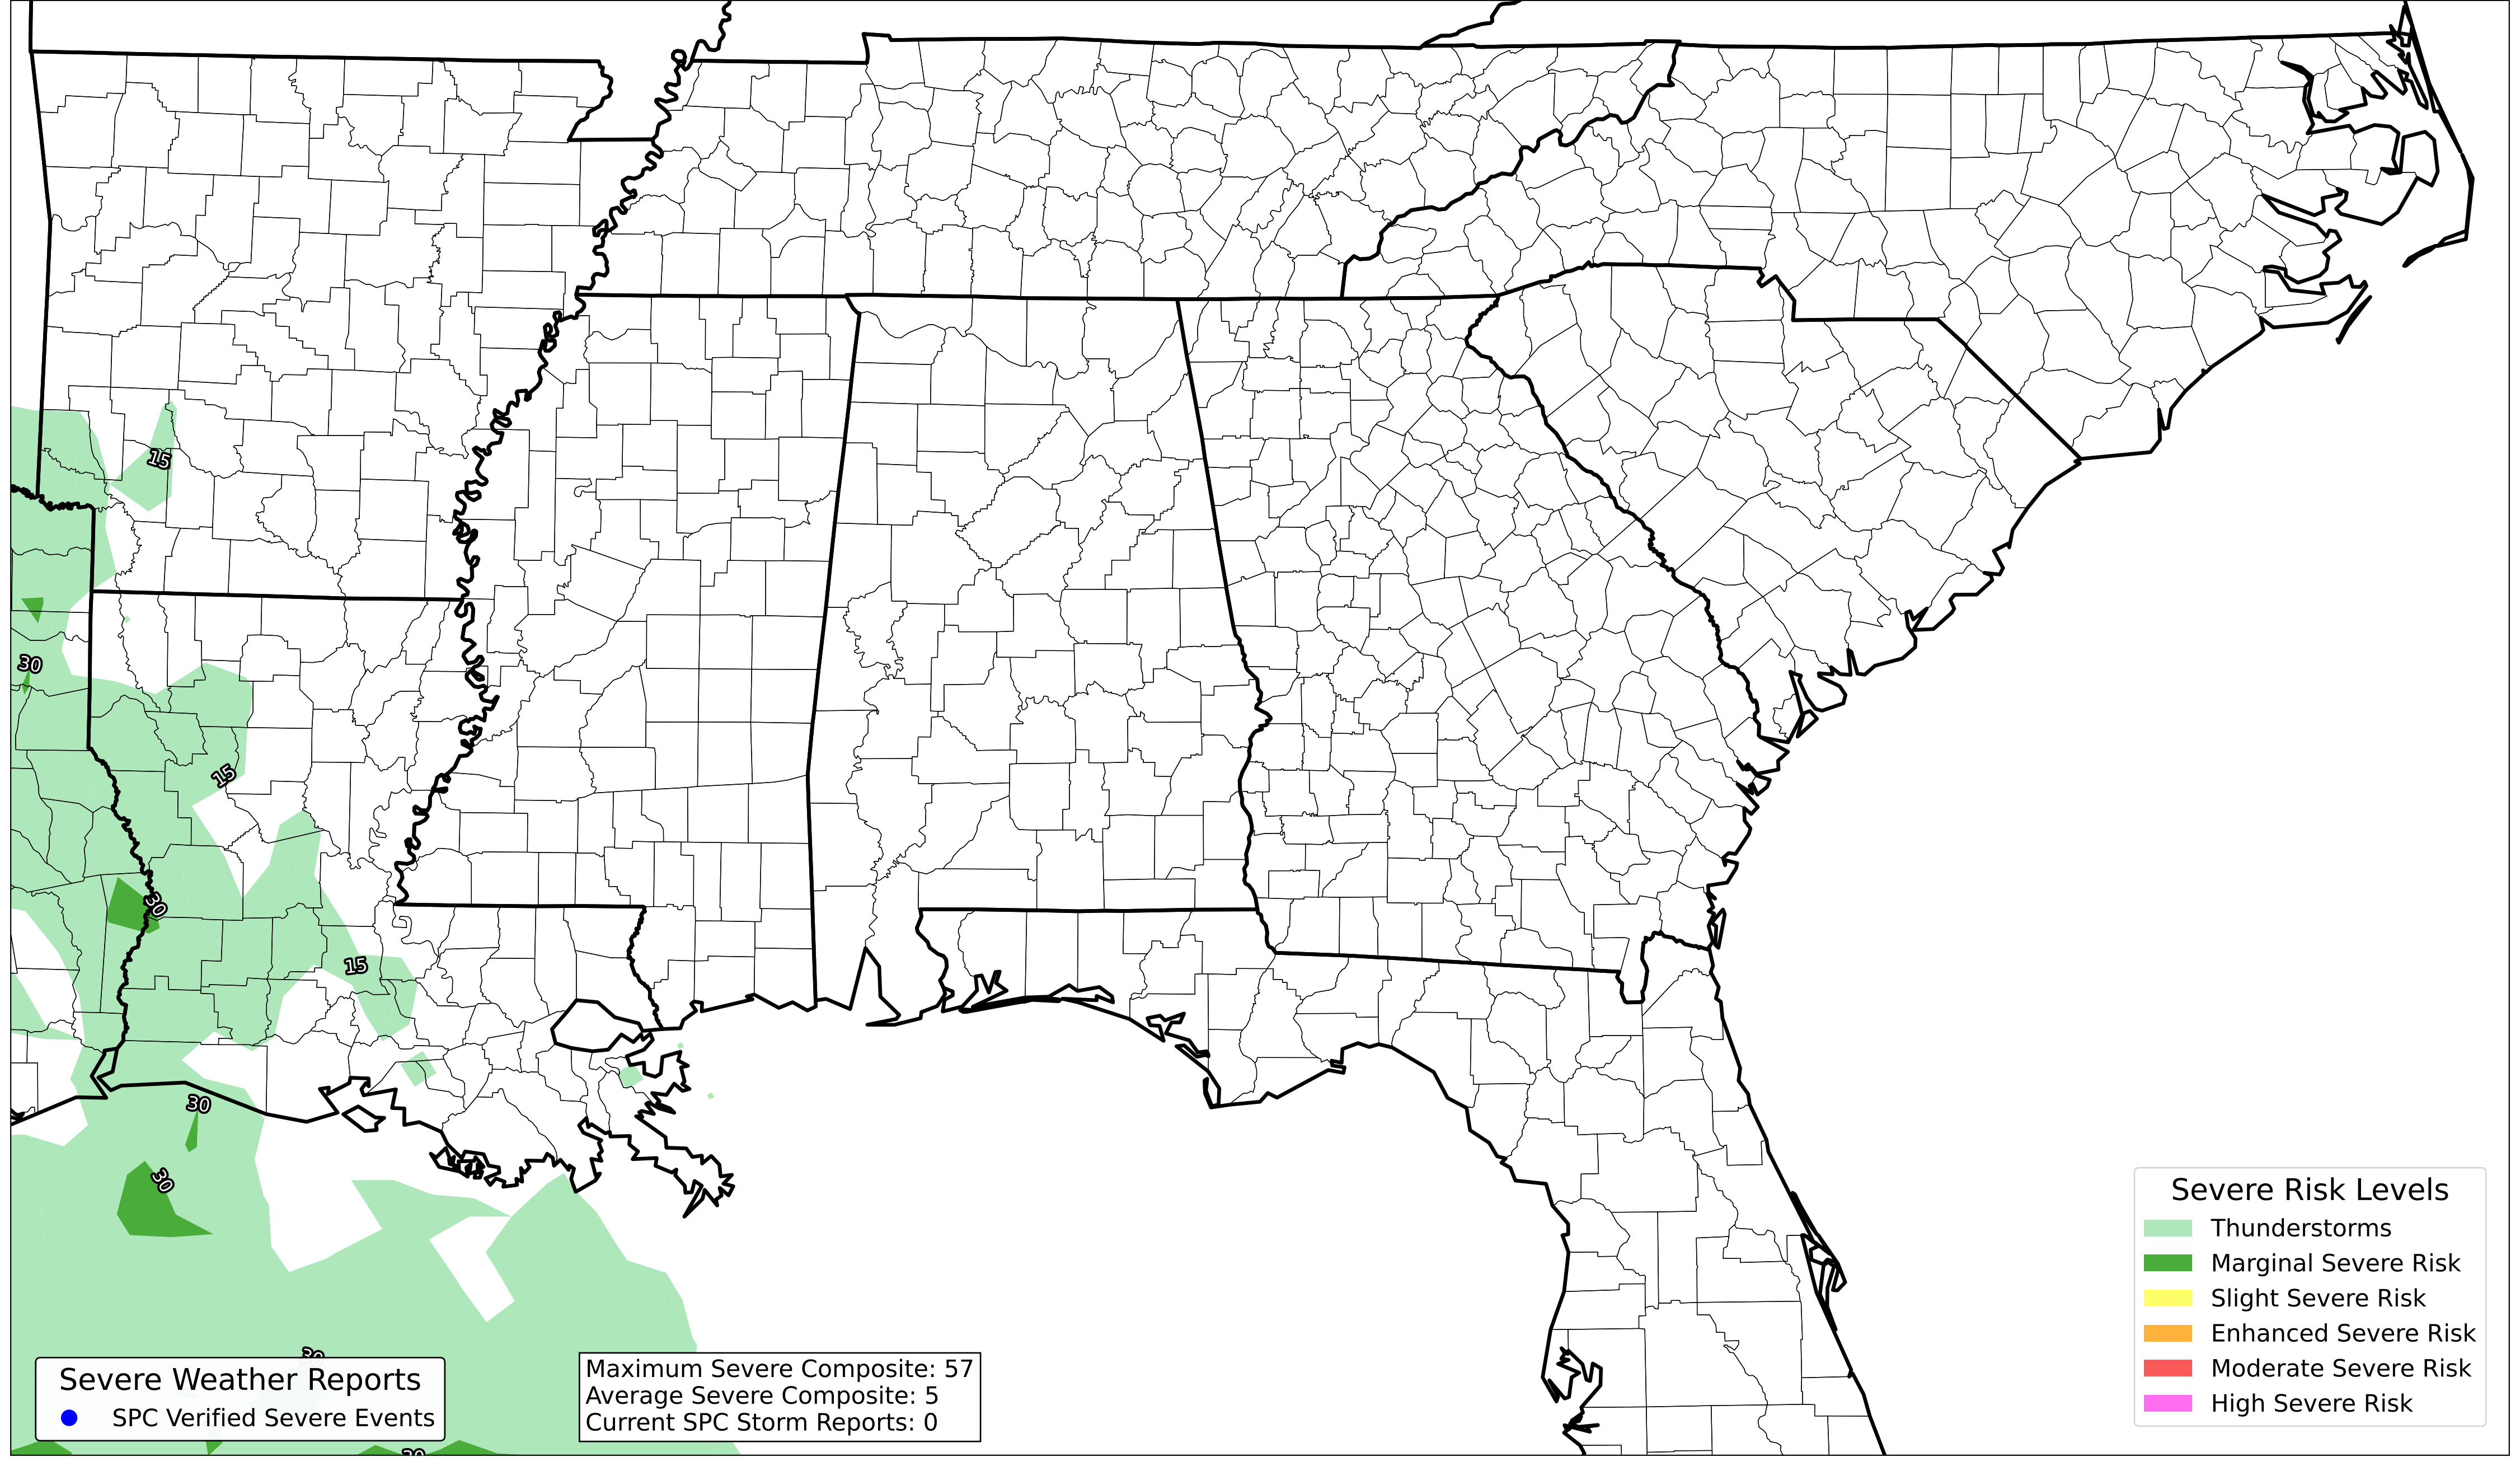 15
30
15
30
15
30
30
30
30
Severe Weather Reports
SPC Verified Severe Events
Maximum Severe Composite: 57
Average Severe Composite: 5
Current SPC Storm Reports: 0
Severe Risk Levels
Thunderstorms
Marginal Severe Risk
Slight Severe Risk
Enhanced Severe Risk
Moderate Severe Risk
High Severe Risk